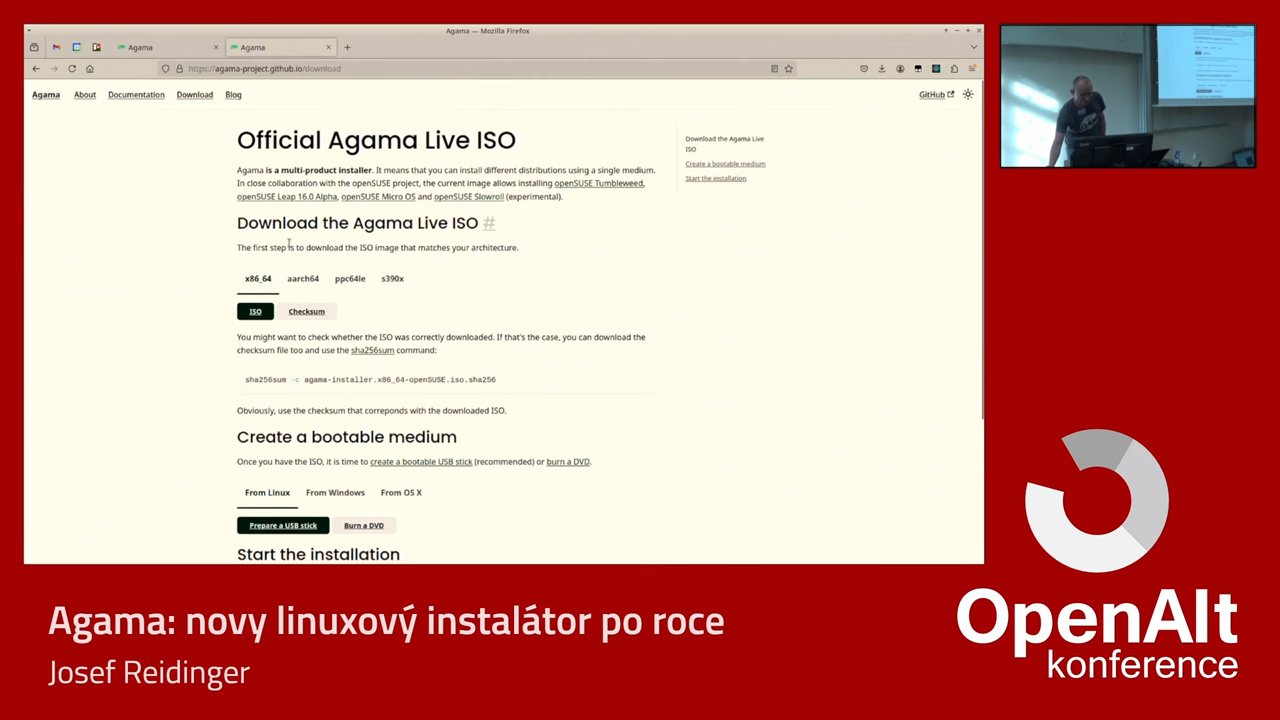 Agama — Mozilla Firefox
Agama
Agama
https://agama-project.github.io/download
Agama About Documentation Download Blog GitHub
Official Agama Live ISO
Agama is a multi-product installer. It means that you can install different distributions using a single medium.
In close collaboration with the openSUSE project, the current image allows installing openSUSE Tumbleweed,
openSUSE Leap 16.0 Alpha, openSUSE Micro OS and openSUSE Slowroll (experimental).
Download the Agama Live ISO #
The first step is to download the ISO image that matches your architecture.
x86_64 aarch64 ppc64le s390x
ISO Checksum
You might want to check whether the ISO was correctly downloaded. If that's the case, you can download the
checksum file too and use the sha256sum command:
sha256sum -c agama-installer.x86_64-openSUSE.iso.sha256
Obviously, use the checksum that correponds with the downloaded ISO.
Create a bootable medium
Once you have the ISO, it is time to create a bootable USB stick (recommended) or burn a DVD.
From Linux From Windows From OS X
Prepare a USB stick Burn a DVD
Start the installation
Download the Agama Live
ISO
Create a bootable medium
Start the installation
Agama: novy linuxový instalátor po roce
Josef Reidinger
OpenAlt
konference